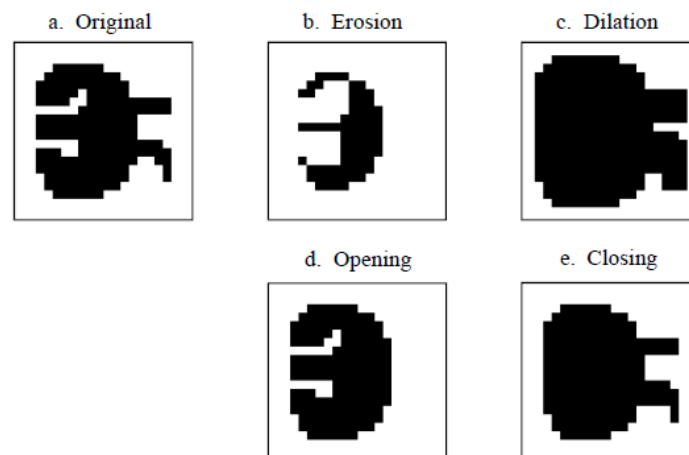 a. Original
b. Erosion
c. Dilation
d. Opening
e. Closing